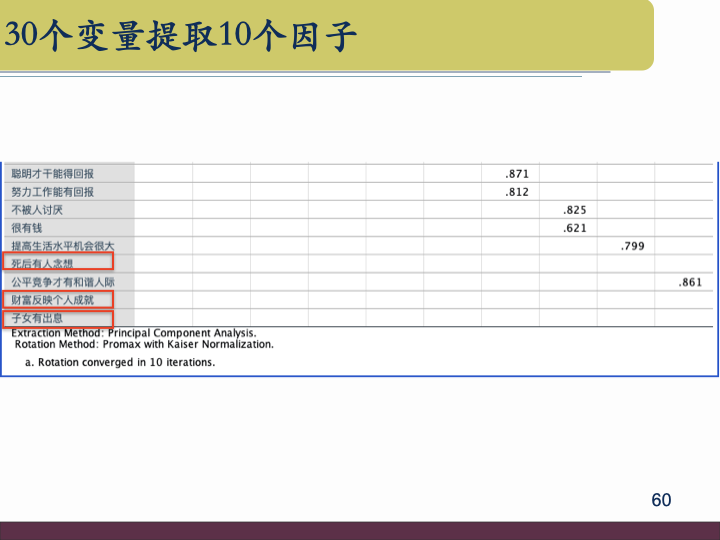 30个变量提取10个因子
聪明才干能得回报 .871
努力工作能有回报 .812
不被人讨厌 .825
很有钱 .621
提高生活水平机会很大 .799
死后有人念想
公平竞争才有和谐人际 .861
财富反映个人成就
子女有出息
Extraction Method: Principal Component Analysis.
Rotation Method: Promax with Kaiser Normalization.
a. Rotation converged in 10 iterations.
60